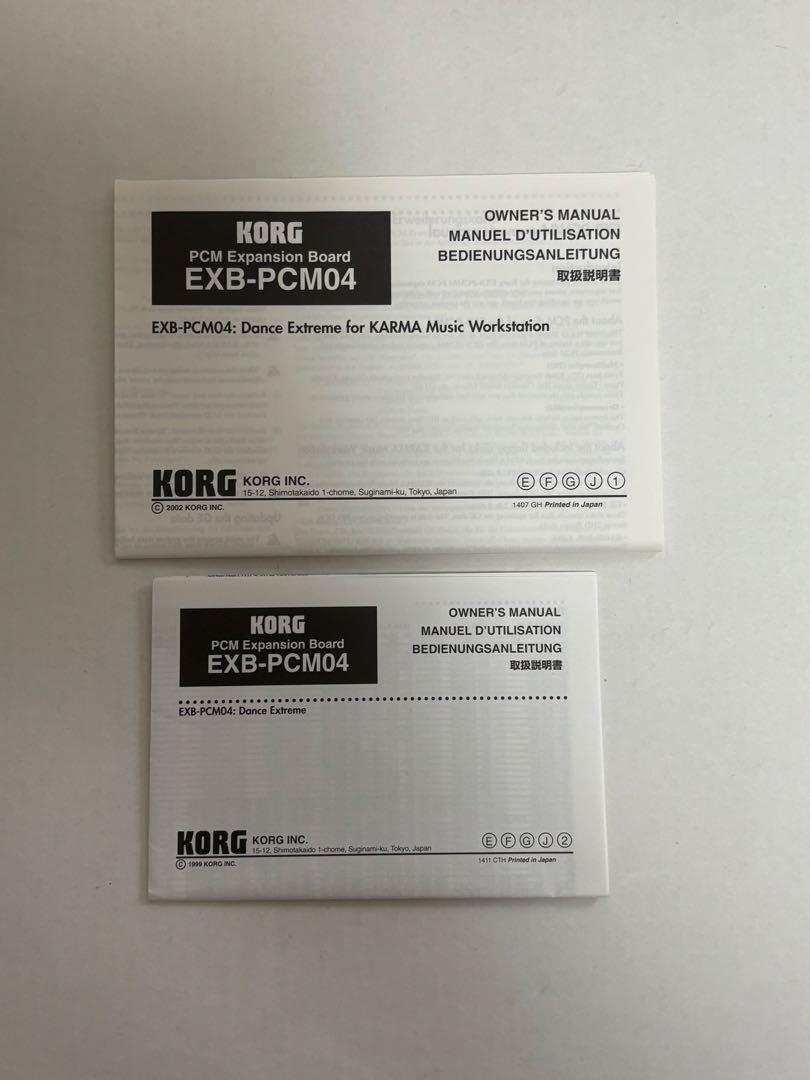 KORG
PCM Expansion Board
EXB-PCM04
OWNER'S MANUAL
MANUEL D'UTILISATION
BEDIENUNGSANLEITUNG
取扱説明書
EXB-PCM04: Dance Extreme for KARMA Music Workstation
KORG KORG INC.
15-12, Shimotakaido 1-chome, Suginami-ku, Tokyo, Japan
Ⓔ Ⓕ Ⓖ Ⓙ ①
© 2002 KORG INC.
1407 GH Printed in Japan
KORG
PCM Expansion Board
EXB-PCM04
OWNER'S MANUAL
MANUEL D'UTILISATION
BEDIENUNGSANLEITUNG
取扱説明書
EXB-PCM04: Dance Extreme
KORG KORG INC.
15-12, Shimotakaido 1-chome, Suginami-ku, Tokyo, Japan
Ⓔ Ⓕ Ⓖ Ⓙ ②
© 1999 KORG INC.
1411 CTH Printed in Japan